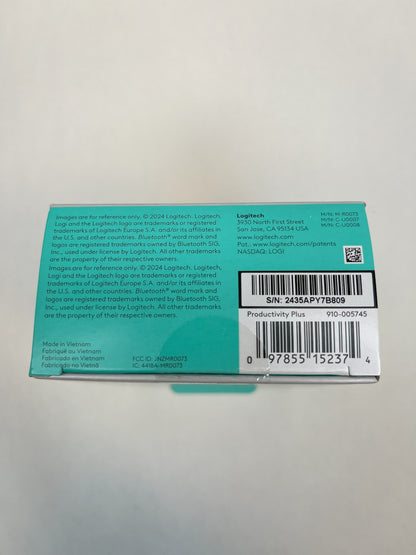 Images are for reference only. © 2024 Logitech. Logitech,
Logi and the Logitech logo are trademarks or registered
trademarks of Logitech Europe S.A. and/or its affiliates in
the U.S. and other countries. Bluetooth® word mark and
logos are registered trademarks owned by Bluetooth SIG,
Inc., used under license by Logitech. All other trademarks
are the property of their respective owners.
Images are for reference only. © 2024 Logitech. Logitech,
Logi and the Logitech logo are trademarks or registered
trademarks of Logitech Europe S.A. and/or its affiliates in
the U.S. and other countries. Bluetooth® word mark and
logos are registered trademarks owned by Bluetooth SIG,
Inc., used under license by Logitech. All other trademarks
are the property of their respective owners.
Made in Vietnam
Fabriqué au Vietnam
Fabricado en Vietnam
Fabricado no Vietnã
FCC ID: JNZMR0073
IC: 4418A-MR0073
Logitech
3930 North First Street
San Jose, CA 95134 USA
www.logitech.com
Pat.: www.logitech.com/patents
NASDAQ: LOGI
M/N: M-R0073
M/N: C-U0007
M/N: C-U0008
S/N: 2435APY7B809
Productivity Plus 910-005745
0 97855 15237 4